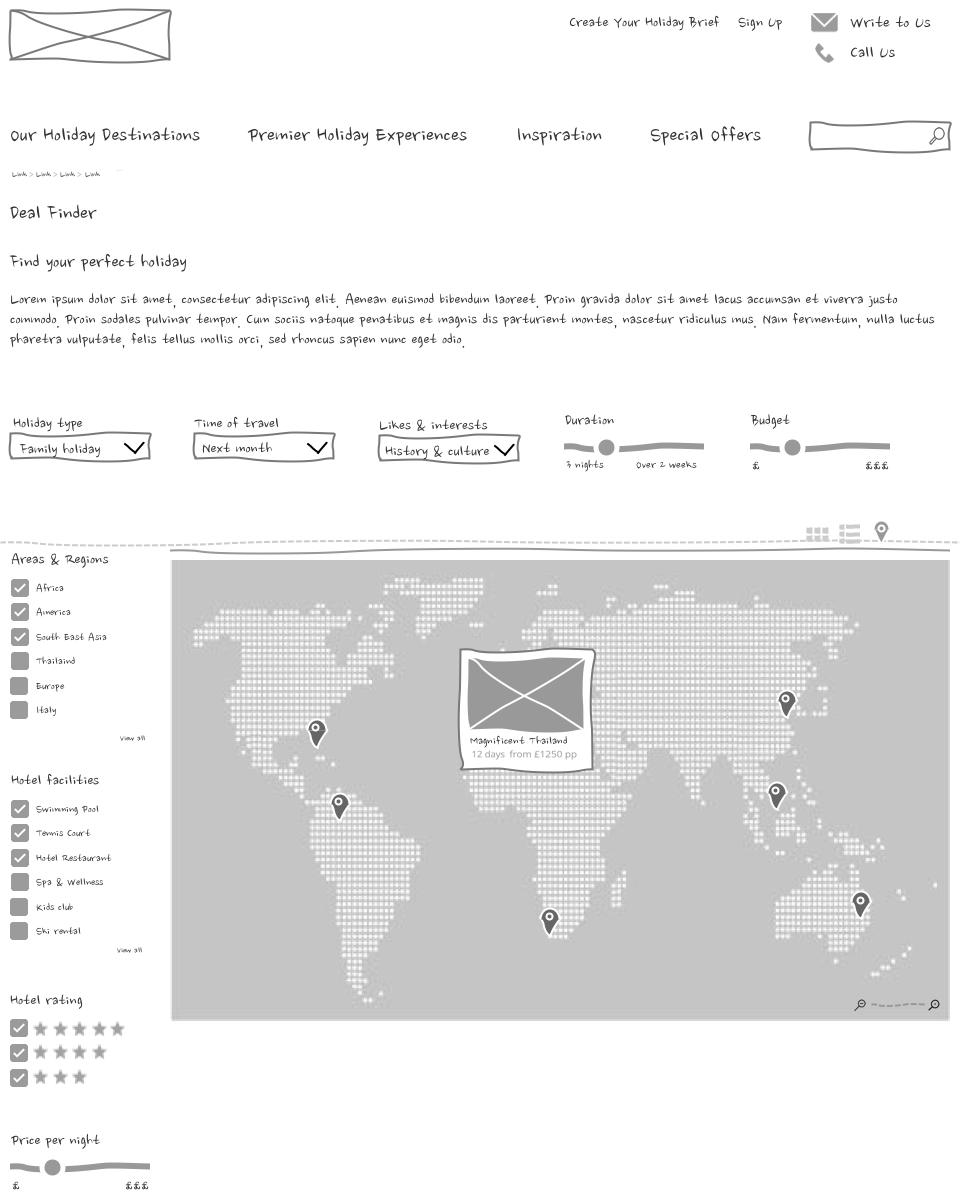 Create Your Holiday Brief Sign Up Write to Us
Call Us
Our Holiday Destinations Premier Holiday Experiences Inspiration Special Offers
Link > Link > Link > Link
Deal Finder
Find your perfect holiday
Lorem ipsum dolor sit amet, consectetur adipiscing elit. Aenean euismod bibendum laoreet. Proin gravida dolor sit amet lacus accumsan et viverra justo
commodo. Proin sodales pulvinar tempor. Cum sociis natoque penatibus et magnis dis parturient montes, nascetur ridiculus mus. Nam fermentum, nulla luctus
pharetra vulputate, felis tellus mollis orci, sed rhoncus sapien nunc eget odio.
Holiday type Time of travel Likes & interests Duration Budget
Family holiday Next month History & culture
3 nights Over 2 weeks £ £££
Areas & Regions
Africa
America
South East Asia
Thailaind
Europe
Italy
View all
Hotel facilities
Swimming Pool
Tennis Court
Hotel Restaurant
Spa & Wellness
Kids club
Ski rental
View all
Hotel rating
Price per night
£ £££
Magnificent Thailand
12 days from £1250 pp